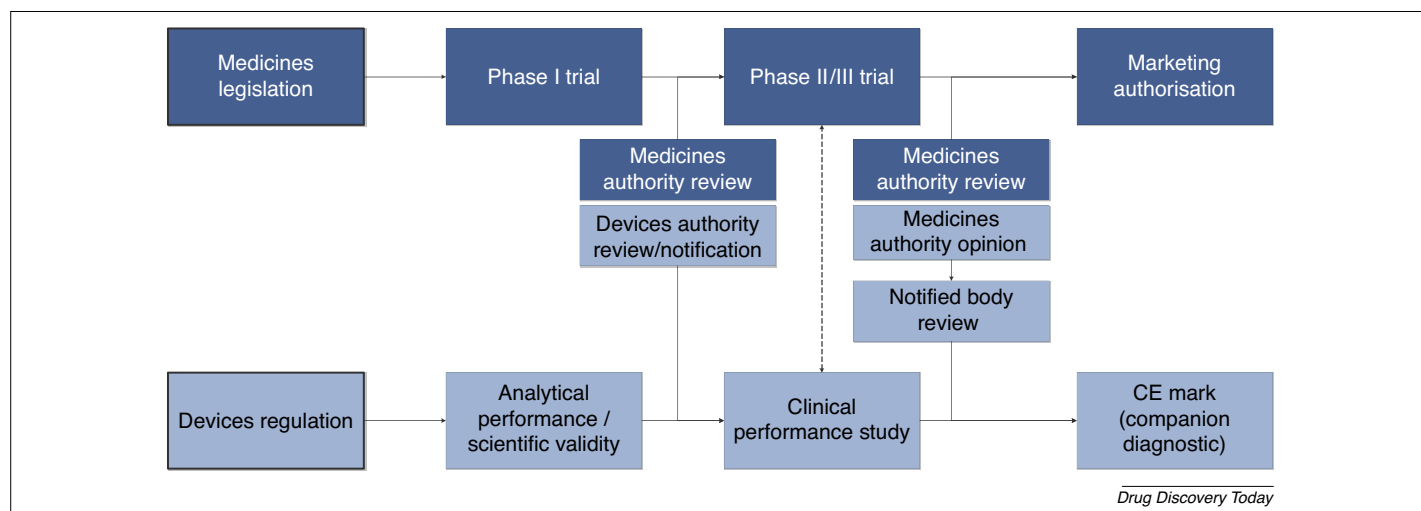 Medicines
legislation
Phase I trial
Phase II/III trial
Marketing
authorisation
Medicines
authority review
Medicines
authority review
Devices authority
review/notification
Medicines
authority opinion
Notified body
review
Devices regulation
Analytical
performance /
scientific validity
Clinical
performance study
CE mark
(companion
diagnostic)
Drug Discovery Today